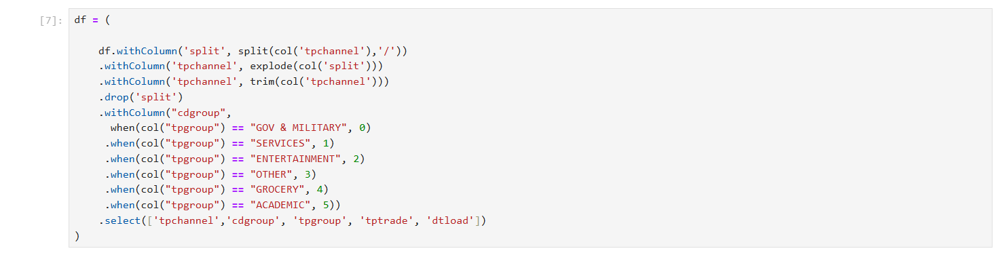 [7]: df = (
df.withColumn('split', split(col('tpchannel'),'/'))
.withColumn('tpchannel', explode(col('split')))
.withColumn('tpchannel', trim(col('tpchannel')))
.drop('split')
.withColumn("cdgroup",
when(col("tpgroup") == "GOV & MILITARY", 0)
.when(col("tpgroup") == "SERVICES", 1)
.when(col("tpgroup") == "ENTERTAINMENT", 2)
.when(col("tpgroup") == "OTHER", 3)
.when(col("tpgroup") == "GROCERY", 4)
.when(col("tpgroup") == "ACADEMIC", 5))
.select(['tpchannel','cdgroup', 'tpgroup', 'tptrade', 'dtload'])
)